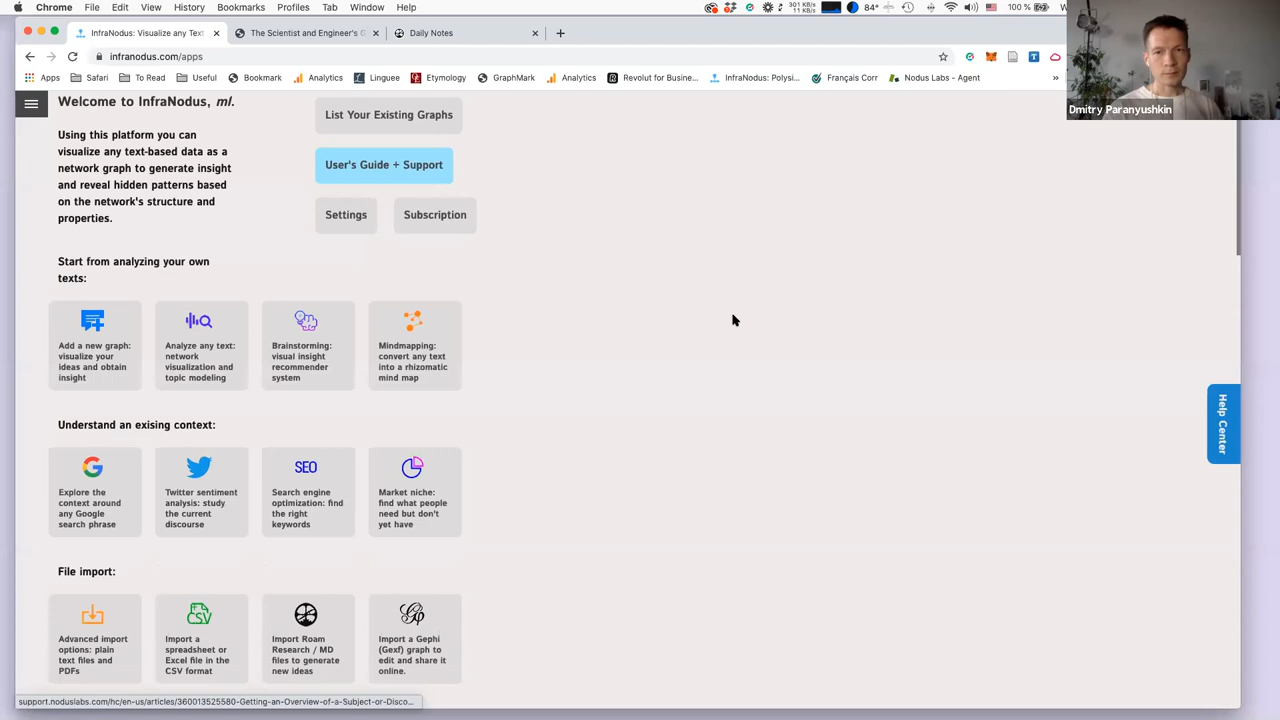 Chrome File Edit View History Bookmarks Profiles Tab Window Help 301 KB/s 11 KB/s 84° 100 %
InfraNodus: Visualize any Text The Scientist and Engineer's G Daily Notes
infranodus.com/apps
Apps Safari To Read Useful Bookmark Analytics Linguee Etymology GraphMark Analytics Revolut for Busine... InfraNodus: Polysi... Français Corr Nodus Labs - Agent »
Dmitry Paranyushkin
Welcome to InfraNodus, ml.
Using this platform you can
visualize any text-based data as a
network graph to generate insight
and reveal hidden patterns based
on the network's structure and
properties.
List Your Existing Graphs
User's Guide + Support
Settings Subscription
Start from analyzing your own
texts:
Add a new graph:
visualize your
ideas and obtain
insight
Analyze any text:
network
visualization and
topic modeling
Brainstorming:
visual insight
recommender
system
Mindmapping:
convert any text
into a rhizomatic
mind map
Understand an exising context:
Explore the
context around
any Google
search phrase
Twitter sentiment
analysis: study
the current
discourse
SEO
Search engine
optimization: find
the right
keywords
Market niche:
find what people
need but don't
yet have
Help Center
File import:
Advanced import
options: plain
text files and
PDFs
CSV
Import a
spreadsheet or
Excel file in the
CSV format
Import Roam
Research / MD
files to generate
new ideas
Import a Gephi
(Gexf) graph to
edit and share it
online.
support.noduslabs.com/hc/en-us/articles/360013525580-Getting-an-Overview-of-a-Subject-or-Disco...